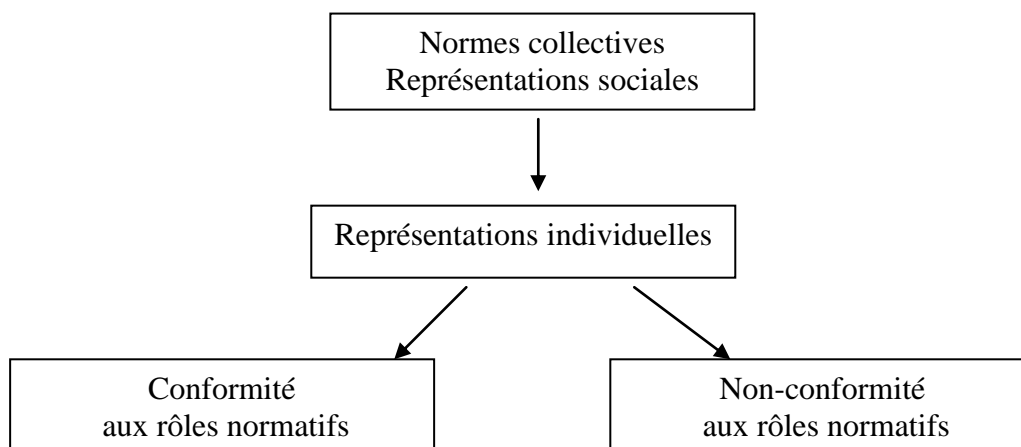 Normes collectives
Représentations sociales
Représentations individuelles
Conformité
aux rôles normatifs
Non-conformité
aux rôles normatifs